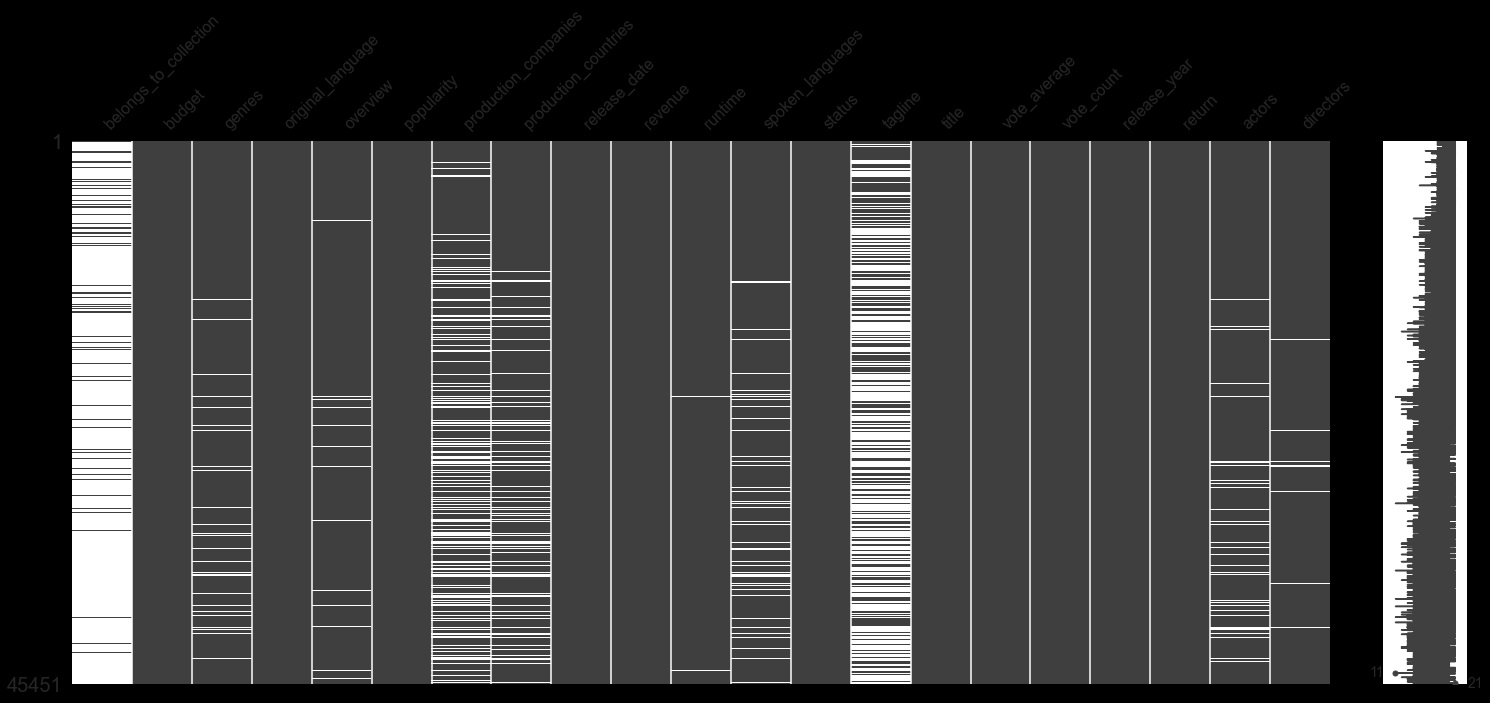 belongs_to_collection
budget
genres
original_language
overview
popularity
production_companies
production_countries
release_date
revenue
runtime
spoken_languages
status
tagline
title
vote_average
vote_count
release_year
return
actors
directors
1
45451
11
21